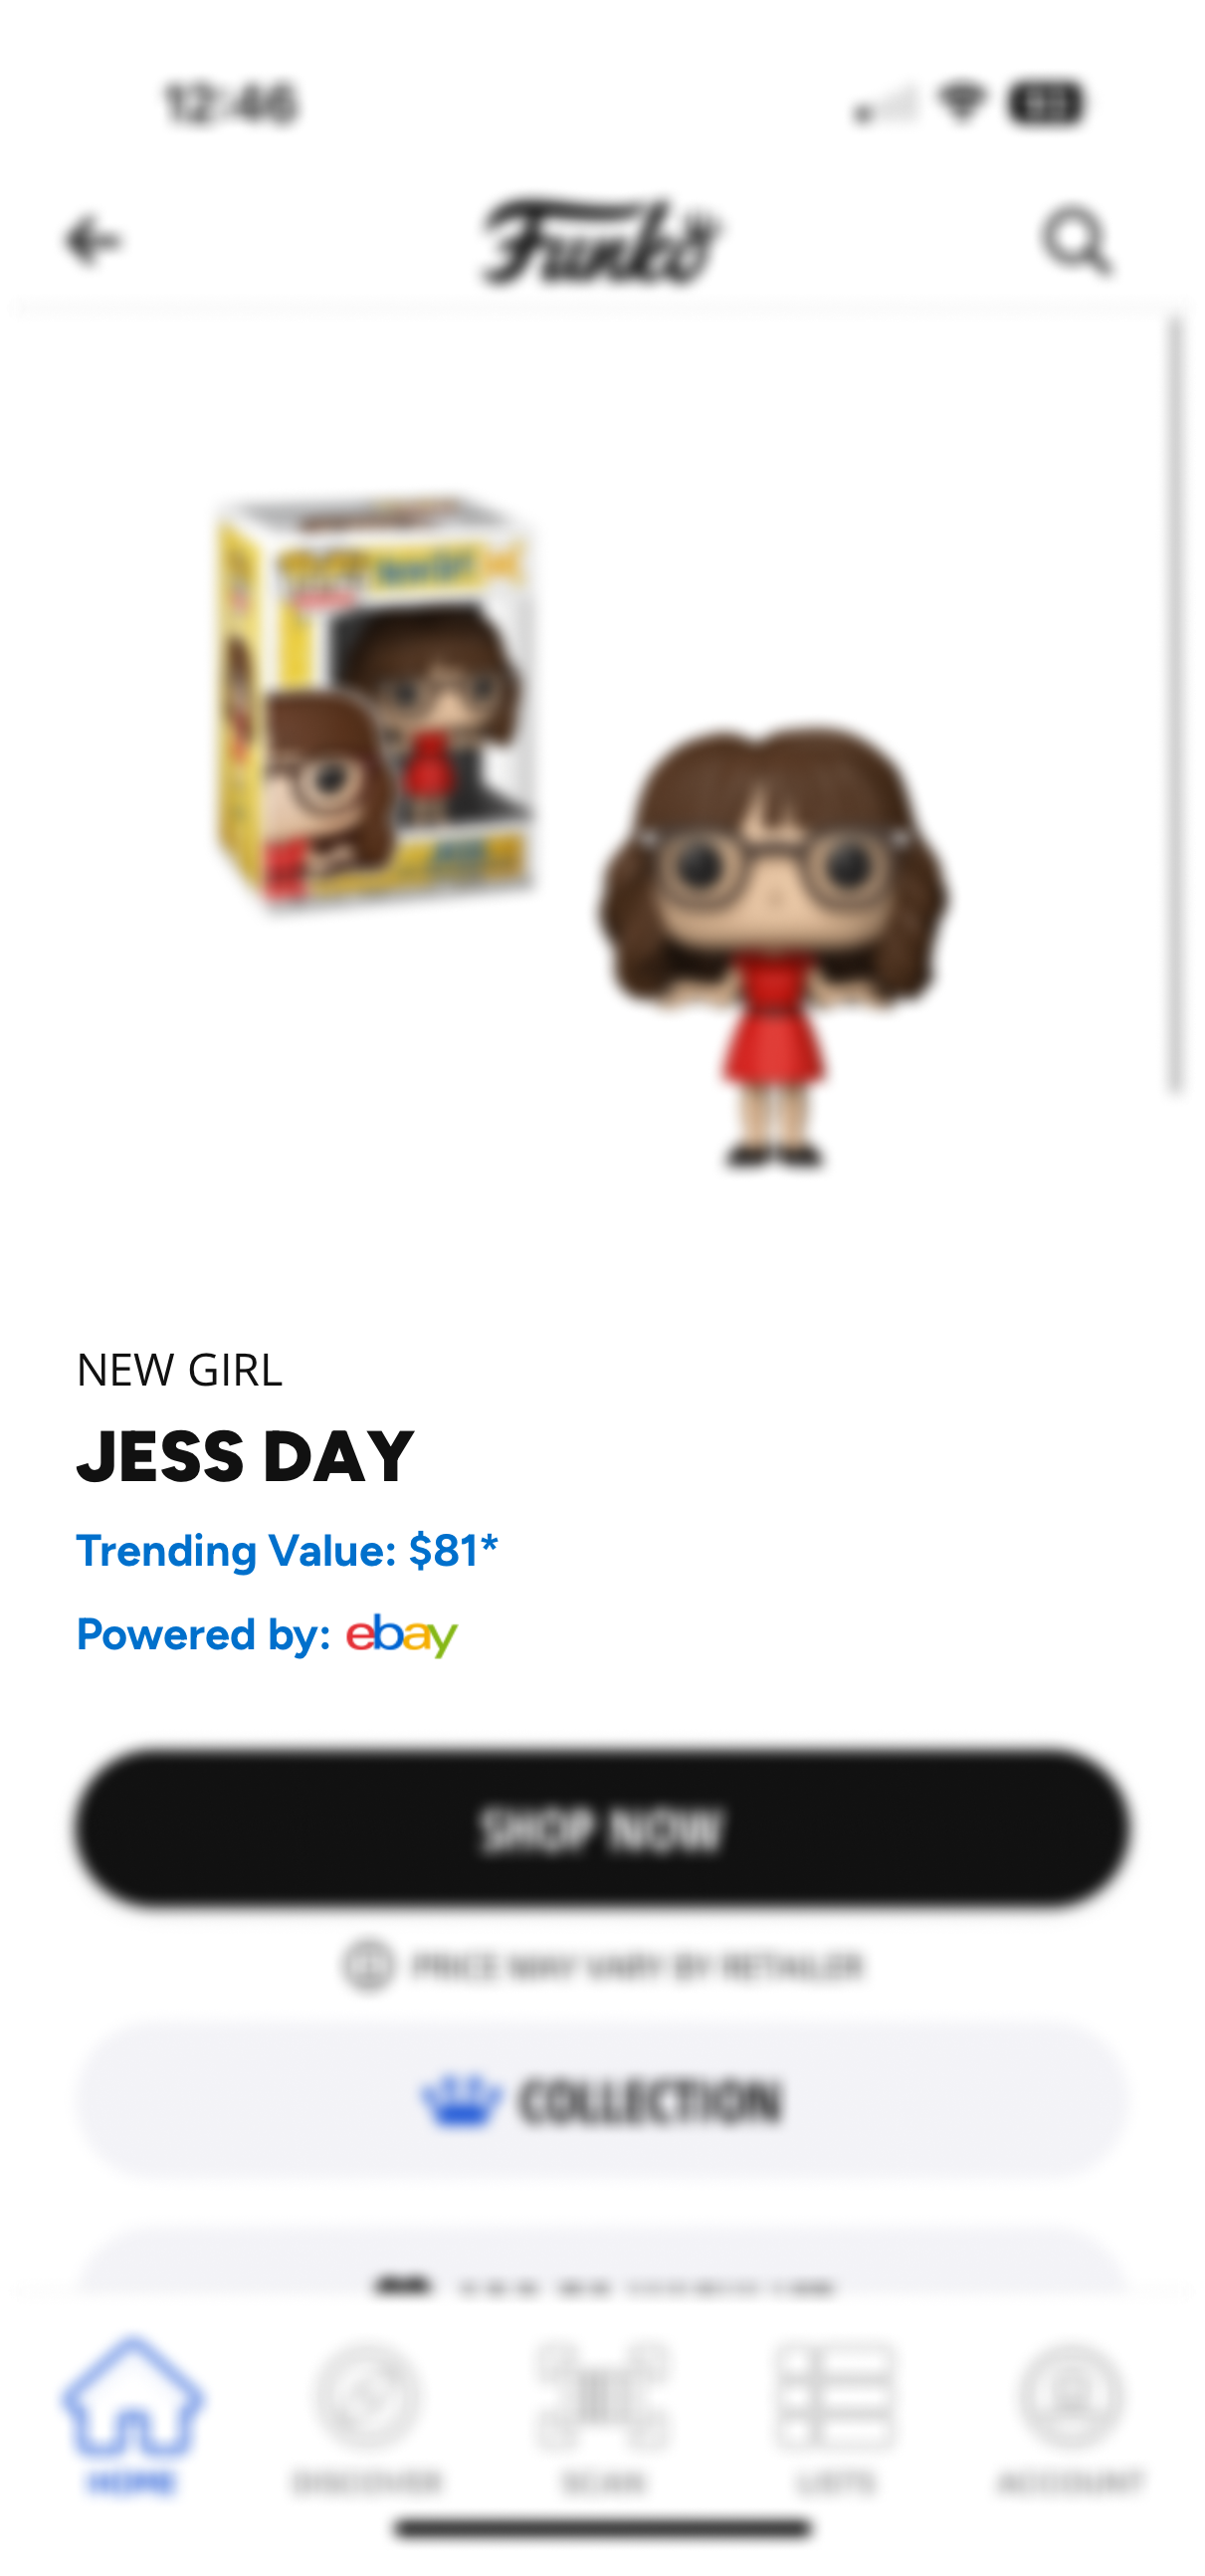 12:46
Funko
NEW GIRL
JESS DAY
Trending Value: $81*
Powered by: ebay
SHOP NOW
PRICE MAY VARY BY RETAILER
COLLECTION
HOME
DISCOVER
SCAN
LISTS
ACCOUNT